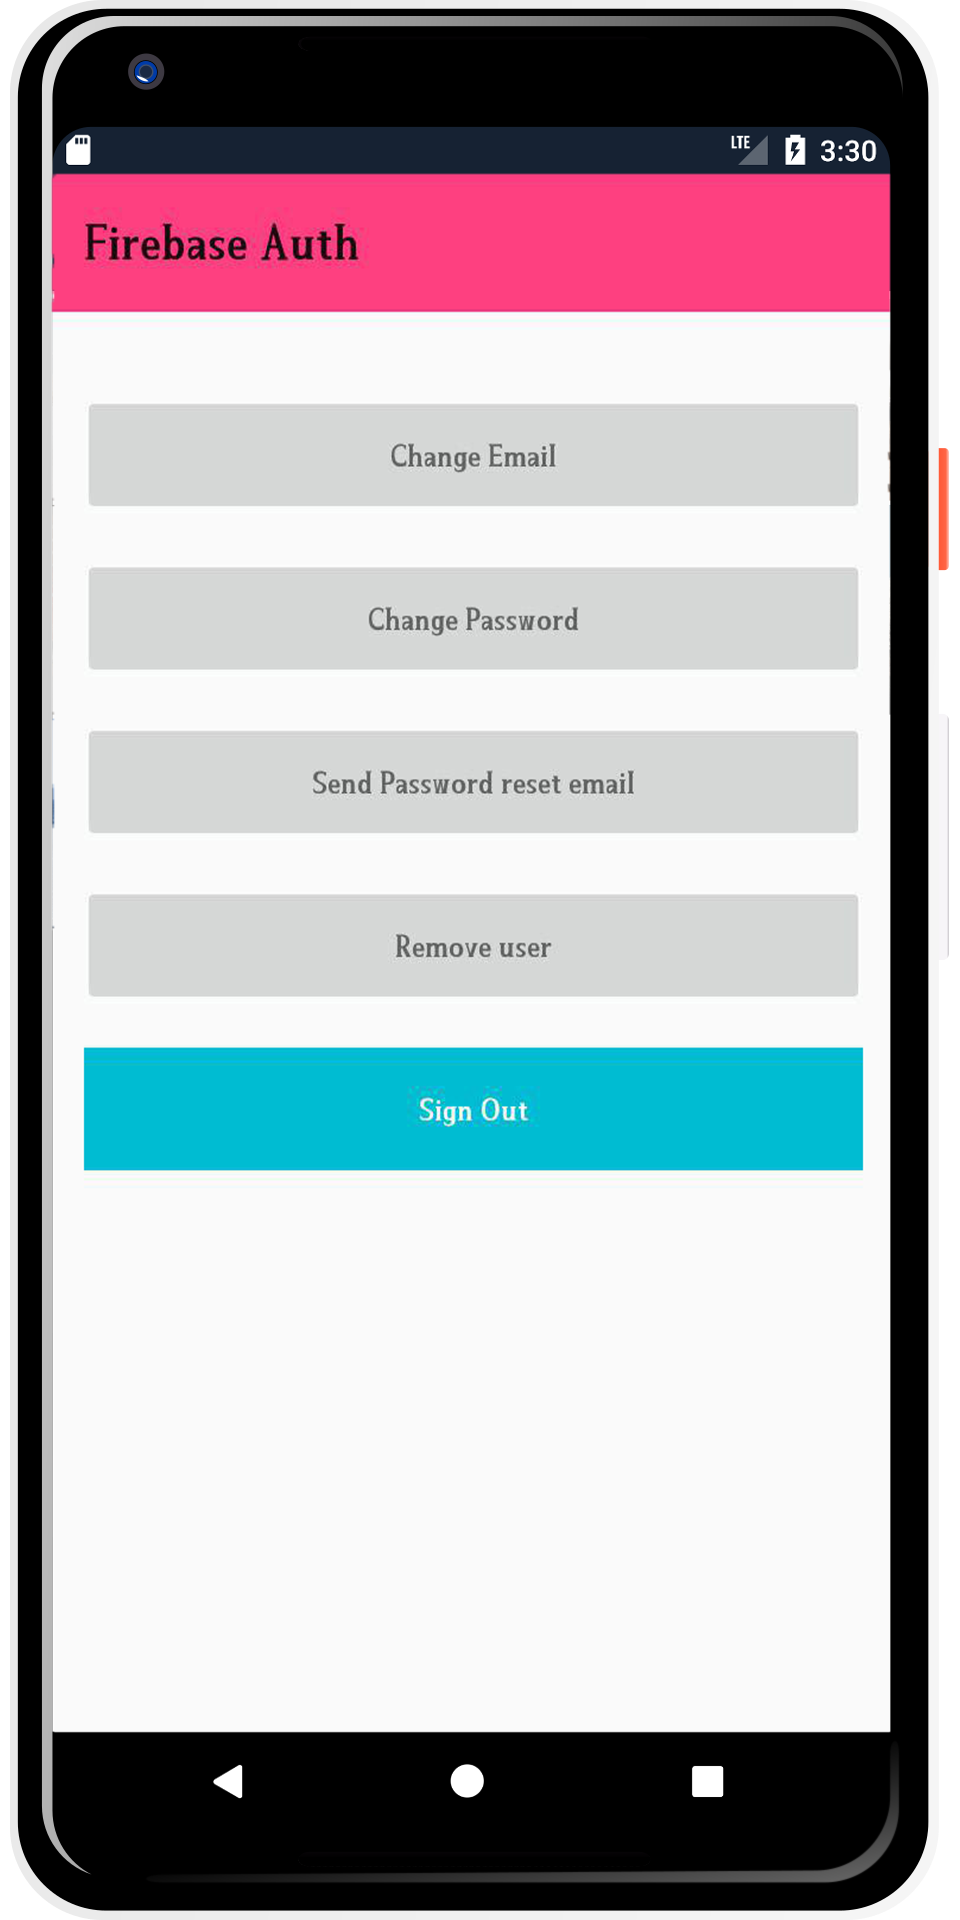 LTE 3:30
Firebase Auth
Change Email
Change Password
Send Password reset email
Remove user
Sign Out